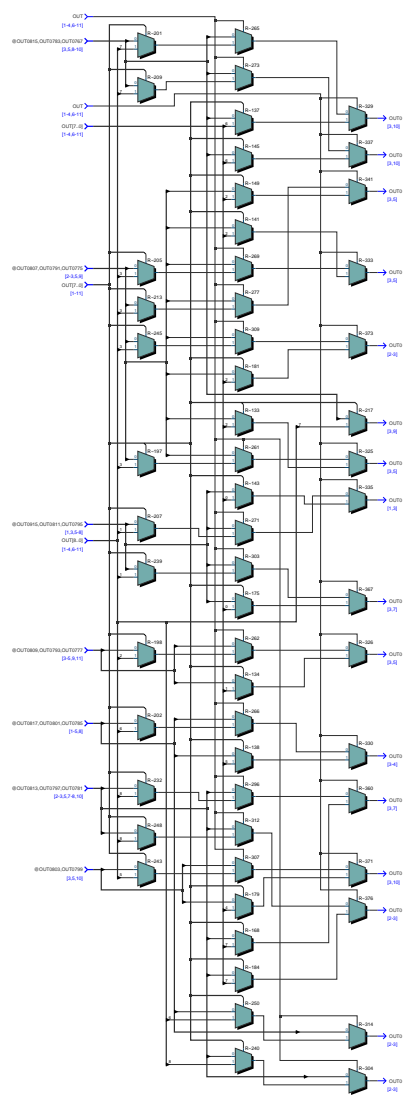 OUT
[1-4,6-11]
R-201
R-265
@OUT0815,OUT0783,OUT0767
[3,5,8-10]
R-273
R-209
OUT
[1-4,6-11]
R-137
R-329
OUT0
[3,10]
OUT[7..0]
[1-4,6-11]
R-145
R-337
OUT0
[3,10]
R-149
R-341
OUT0
[3,5]
R-141
R-205
R-269
R-333
@OUT0807,OUT0791,OUT0775
[2-3,5,9]
OUT0
[3,5]
OUT[7..0]
[1-11]
R-213
R-277
R-245
R-309
R-373
OUT0
[2-3]
R-181
R-133
R-217
OUT0
[3,9]
R-197
R-261
R-325
OUT0
[3,5]
R-143
R-335
OUT0
[1,3]
R-207
R-271
@OUT0915,OUT0811,OUT0795
[1,3,5-8]
OUT[6..0]
[1-4,6-11]
R-239
R-303
R-175
R-367
OUT0
[3,7]
R-198
R-262
R-326
@OUT0809,OUT0793,OUT0777
[3-5,9,11]
OUT0
[3,5]
R-134
R-202
R-266
@OUT0817,OUT0801,OUT0785
[1-5,8]
R-138
R-330
OUT0
[3-4]
R-232
R-296
R-360
@OUT0813,OUT0797,OUT0781
[2-3,5,7-8,10]
OUT0
[3,7]
R-248
R-312
R-243
R-307
R-371
@OUT0803,OUT0799
[3,5,10]
OUT0
[3,10]
R-179
R-376
OUT0
[2-3]
R-168
R-184
R-250
R-314
OUT0
[2-3]
R-240
R-304
OUT0
[2-3]